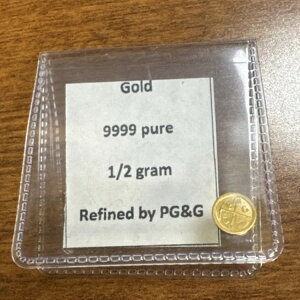 Gold
9999 pure
1/2 gram
Refined by PG&G